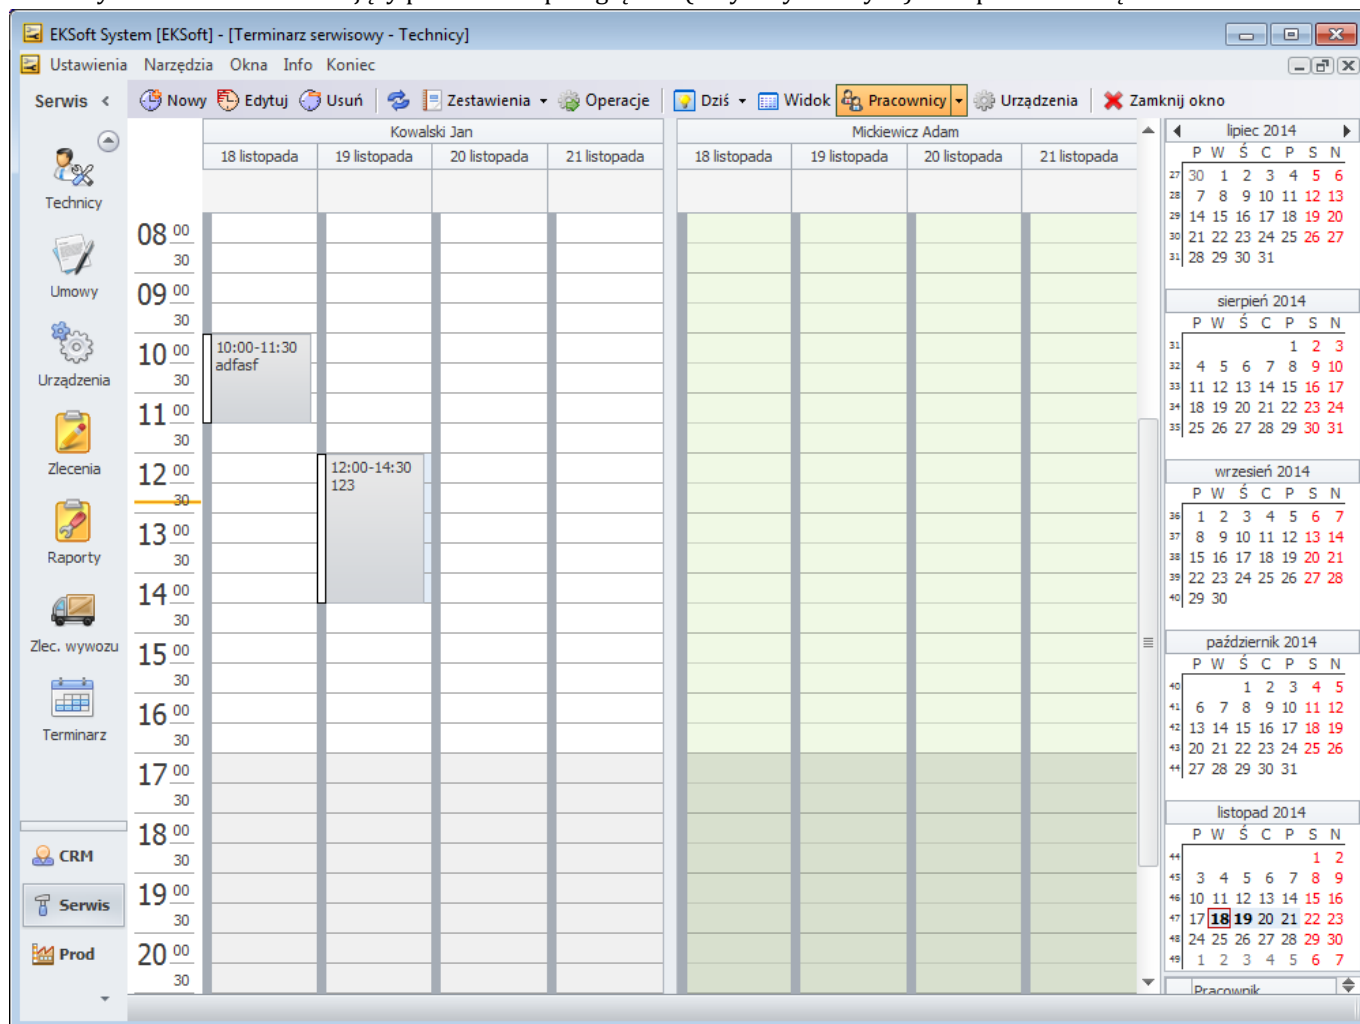 EKSoft System [EKSoft] - [Terminarz serwisowy - Technicy]
Ustawienia Narzędzia Okna Info Koniec
Serwis < Nowy Edytuj Usuń Zestawienia Operacje Dziś Widok Pracownicy Urządzenia Zamknij okno
Technicy
Umowy
Urządzenia
Zlecenia
Raporty
Zlec. wywozu
Terminarz
CRM
Serwis
Prod
Kowalski Jan Mickiewicz Adam
18 listopada 19 listopada 20 listopada 21 listopada 18 listopada 19 listopada 20 listopada 21 listopada
08 00
30
09 00
30
10 00
30
11 00
30
12 00
30
13 00
30
14 00
30
15 00
30
16 00
30
17 00
30
18 00
30
19 00
30
20 00
30
10:00-11:30
adfasf
12:00-14:30
123
lipiec 2014
P W Ś C P S N
27 30 1 2 3 4 5 6
28 7 8 9 10 11 12 13
29 14 15 16 17 18 19 20
30 21 22 23 24 25 26 27
31 28 29 30 31
sierpień 2014
P W Ś C P S N
31 1 2 3
32 4 5 6 7 8 9 10
33 11 12 13 14 15 16 17
34 18 19 20 21 22 23 24
35 25 26 27 28 29 30 31
wrzesień 2014
P W Ś C P S N
36 1 2 3 4 5 6 7
37 8 9 10 11 12 13 14
38 15 16 17 18 19 20 21
39 22 23 24 25 26 27 28
40 29 30
październik 2014
P W Ś C P S N
40 1 2 3 4 5
41 6 7 8 9 10 11 12
42 13 14 15 16 17 18 19
43 20 21 22 23 24 25 26
44 27 28 29 30 31
listopad 2014
P W Ś C P S N
44 1 2
45 3 4 5 6 7 8 9
46 10 11 12 13 14 15 16
47 17 18 19 20 21 22 23
48 24 25 26 27 28 29 30
49 1 2 3 4 5 6 7
Pracownik